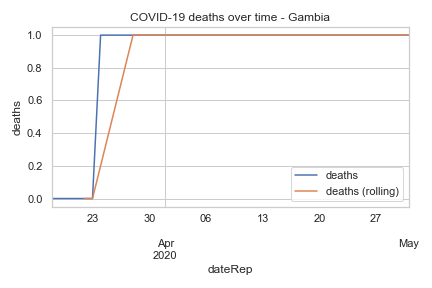 COVID-19 deaths over time - Gambia
1.0
0.8
0.6
0.4
0.2
0.0
deaths
deaths
deaths (rolling)
23
30
06
13
20
27
Apr
2020
May
dateRep